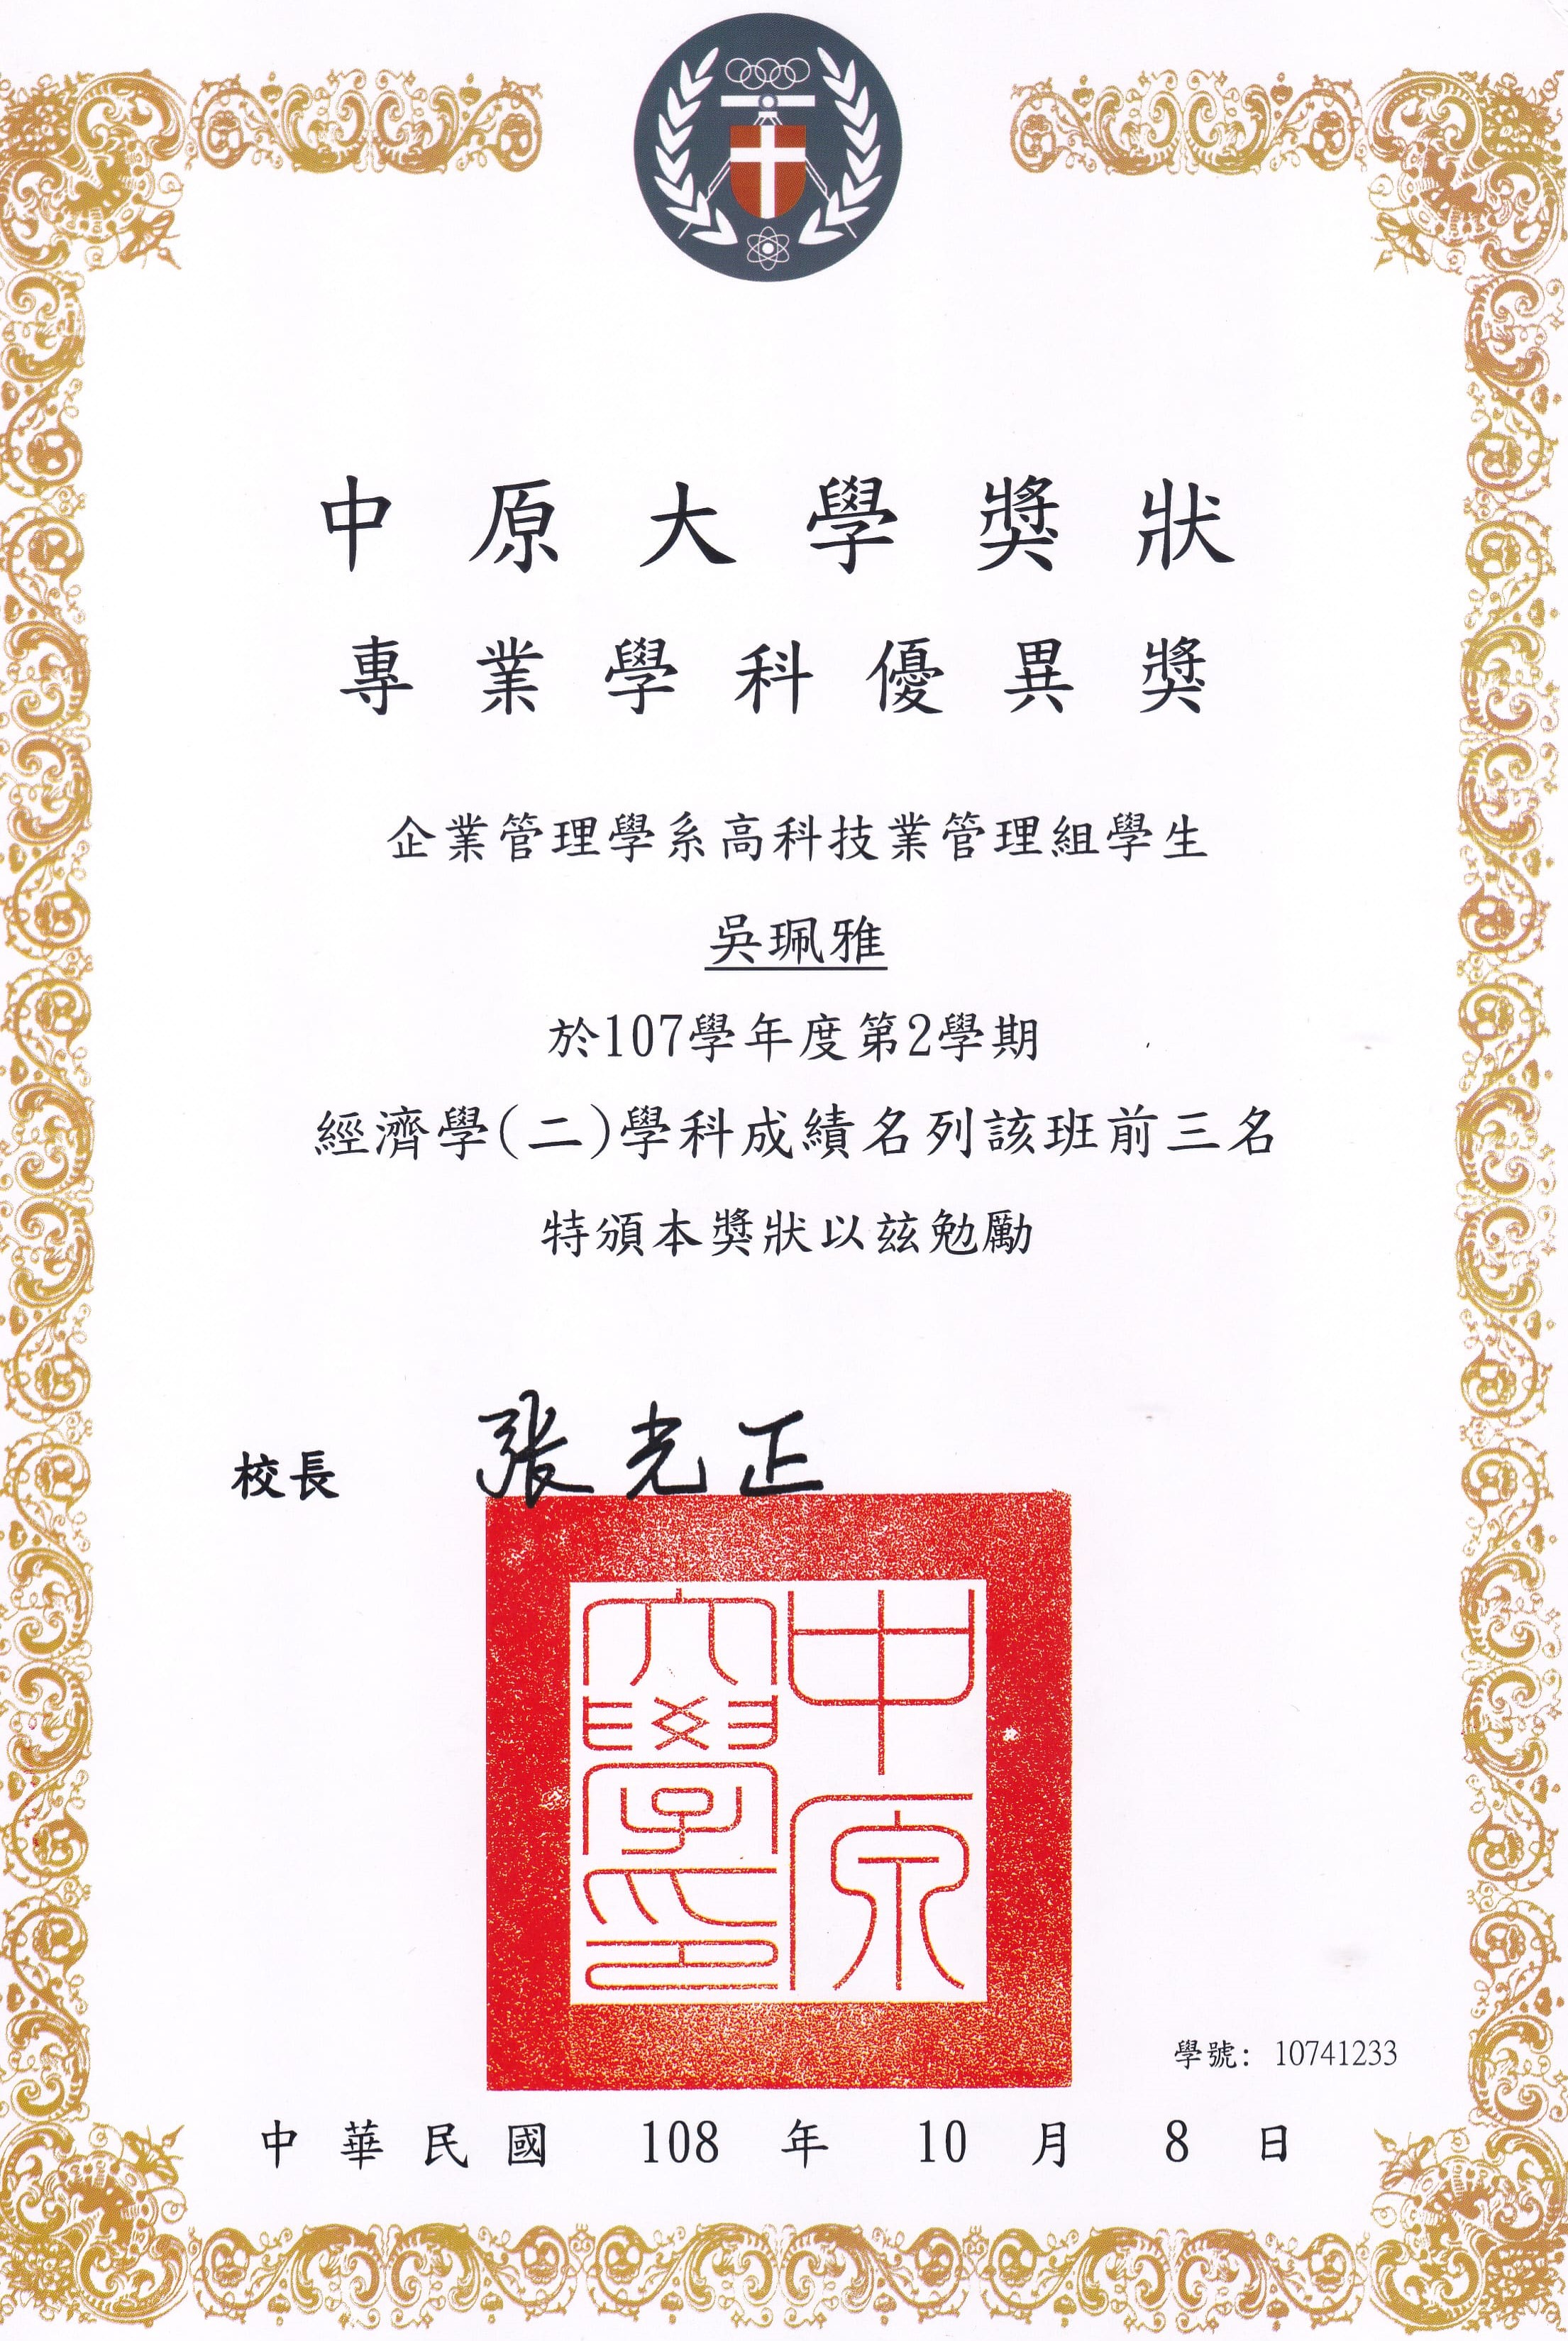 中原大學獎狀
專業學科優異獎
企業管理學系高科技業管理組學生
吳珮雅
於107學年度第2學期
經濟學(二)學科成績名列該班前三名
特頒本獎狀以茲勉勵
校長 張光正
中原
大學印
學號: 10741233
中華民國 108 年 10 月 8 日